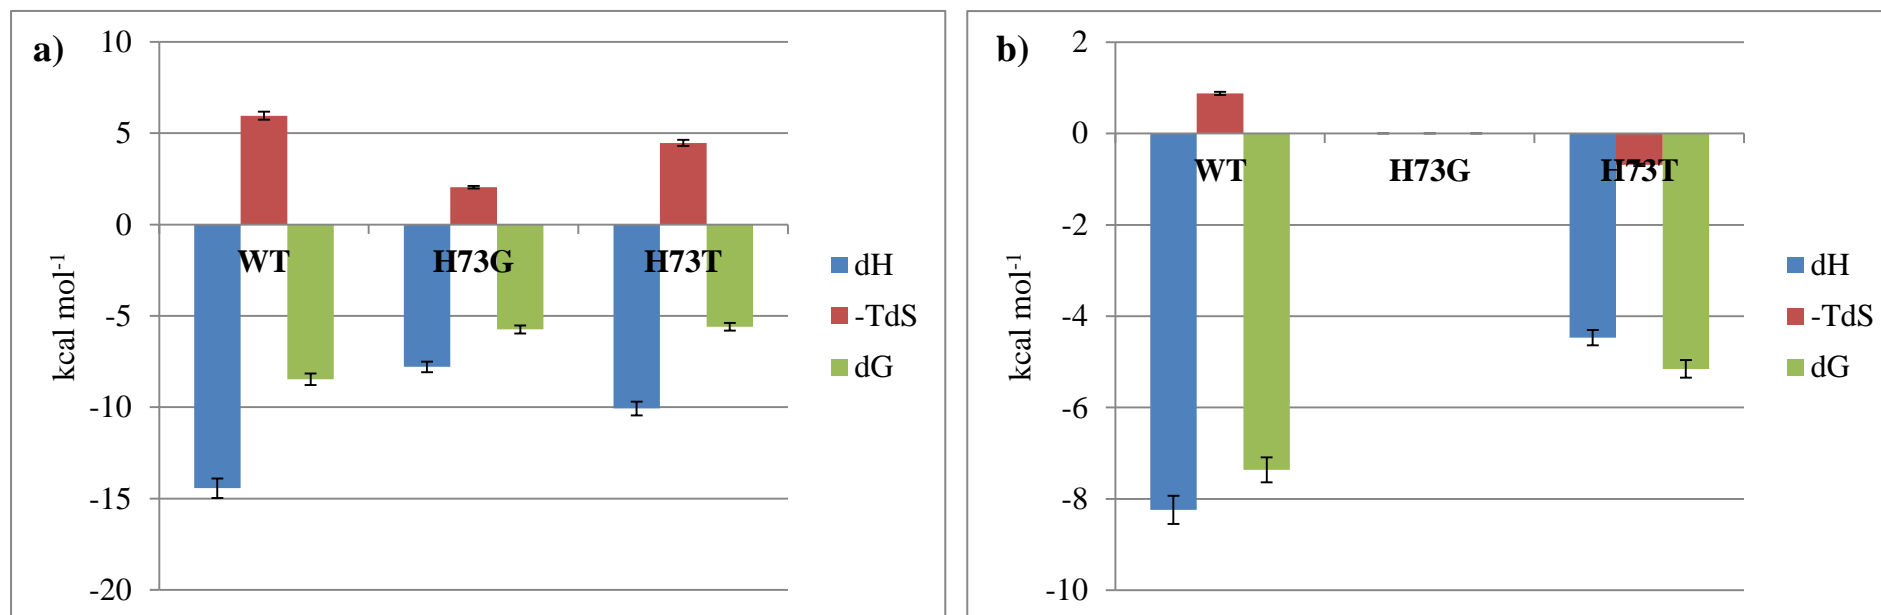 a)
10
5
0
-5
-10
-15
-20
kcal mol-1
WT H73G H73T
dH
-TdS
dG
b)
2
0
-2
-4
-6
-8
-10
kcal mol-1
WT H73G H73T
dH
-TdS
dG